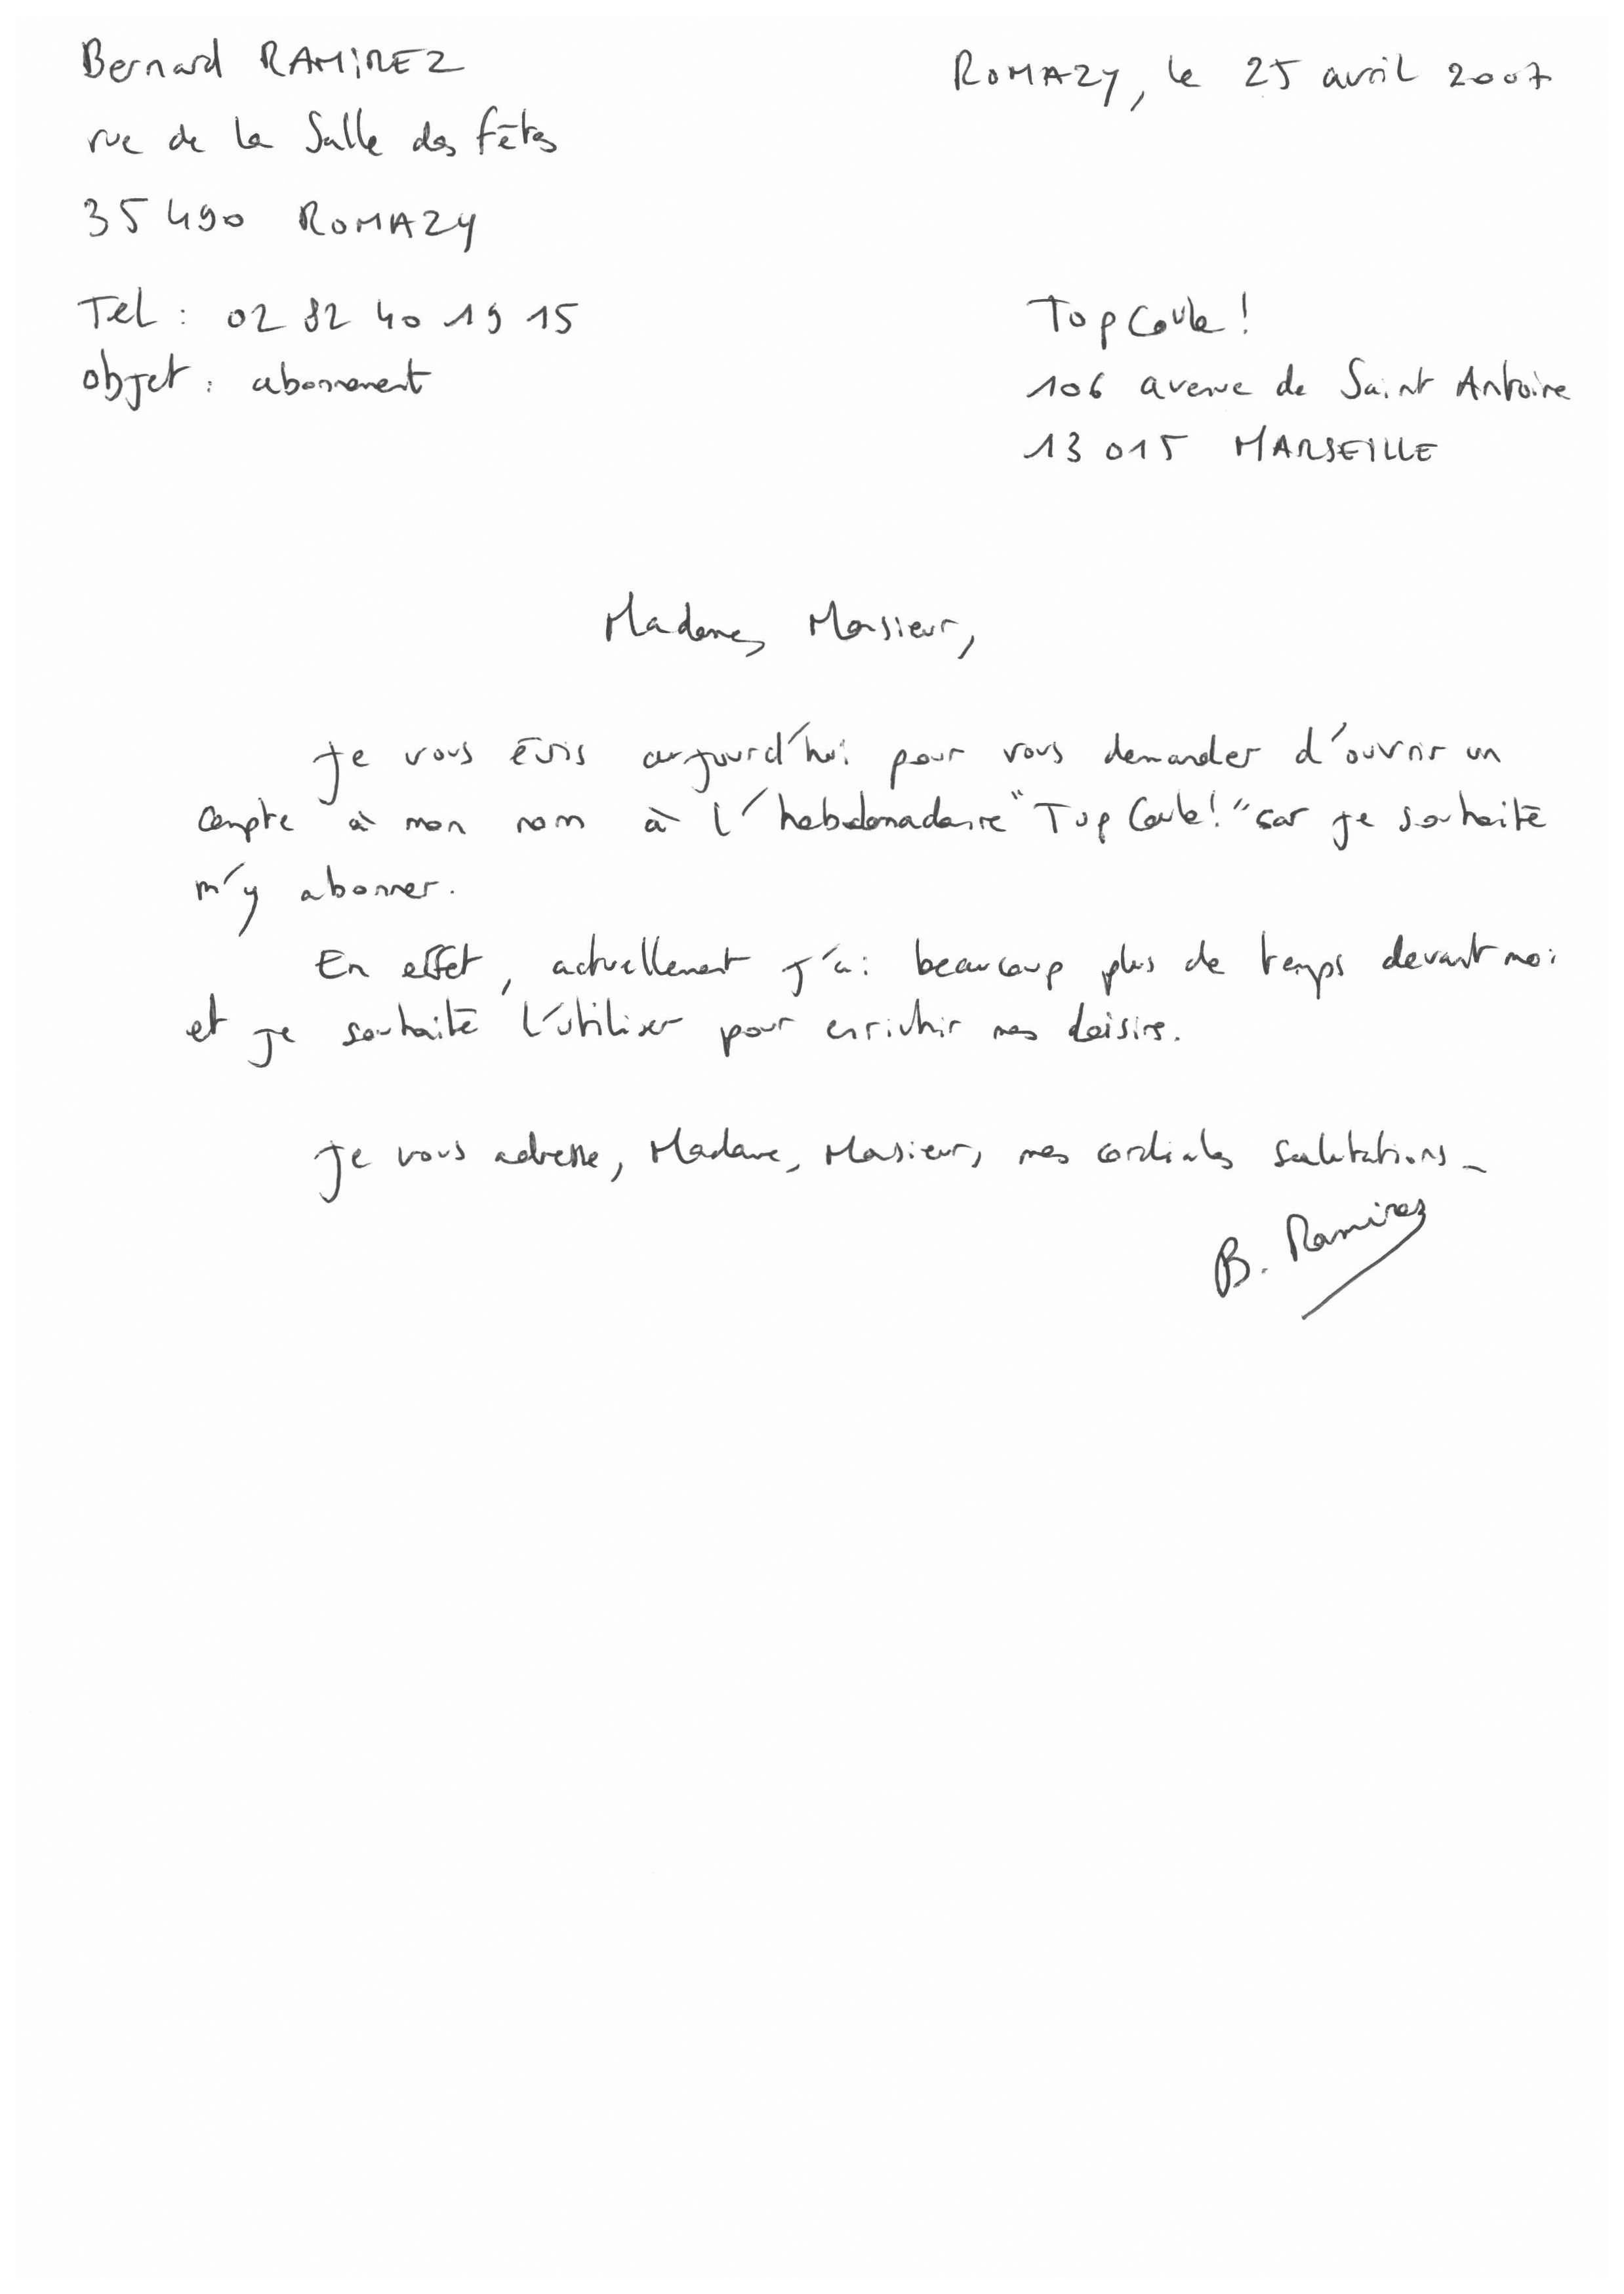 Bernard RAMIREZ
ROMAZY, le 25 avril 2007
rue de la Salle des Fêtes
35490 ROMAZY
Tel : 02 82 40 19 15
objet : abonnement
Top Coule !
106 avenue de Saint Antoine
13 015 MARSEILLE
Madame, Monsieur,
Je vous écris aujourd'hui pour vous demander d'ouvrir un
compte à mon nom à l'hebdomadaire "Top Coule !" car je souhaite
m'y abonner.
En effet, actuellement j'ai beaucoup plus de temps devant moi
et je souhaite l'utiliser pour enrichir mes loisirs.
Je vous adresse, Madame, Monsieur, mes cordiales salutations_
B. Ramirez